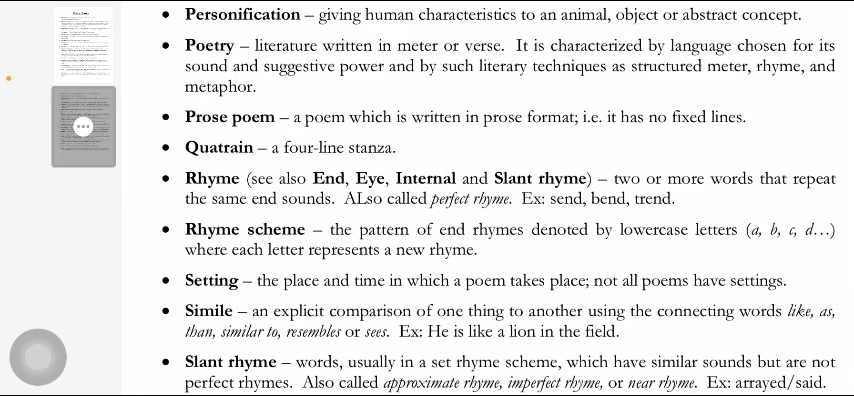 • Personification – giving human characteristics to an animal, object or abstract concept.
• Poetry – literature written in meter or verse. It is characterized by language chosen for its
sound and suggestive power and by such literary techniques as structured meter, rhyme, and
metaphor.
• Prose poem – a poem which is written in prose format; i.e. it has no fixed lines.
• Quatrain – a four-line stanza.
• Rhyme (see also End, Eye, Internal and Slant rhyme) – two or more words that repeat
the same end sounds. ALso called perfect rhyme. Ex: send, bend, trend.
• Rhyme scheme – the pattern of end rhymes denoted by lowercase letters (a, b, c, d…)
where each letter represents a new rhyme.
• Setting – the place and time in which a poem takes place; not all poems have settings.
• Simile – an explicit comparison of one thing to another using the connecting words like, as,
than, similar to, resembles or sees. Ex: He is like a lion in the field.
• Slant rhyme – words, usually in a set rhyme scheme, which have similar sounds but are not
perfect rhymes. Also called approximate rhyme, imperfect rhyme, or near rhyme. Ex: arrayed/said.